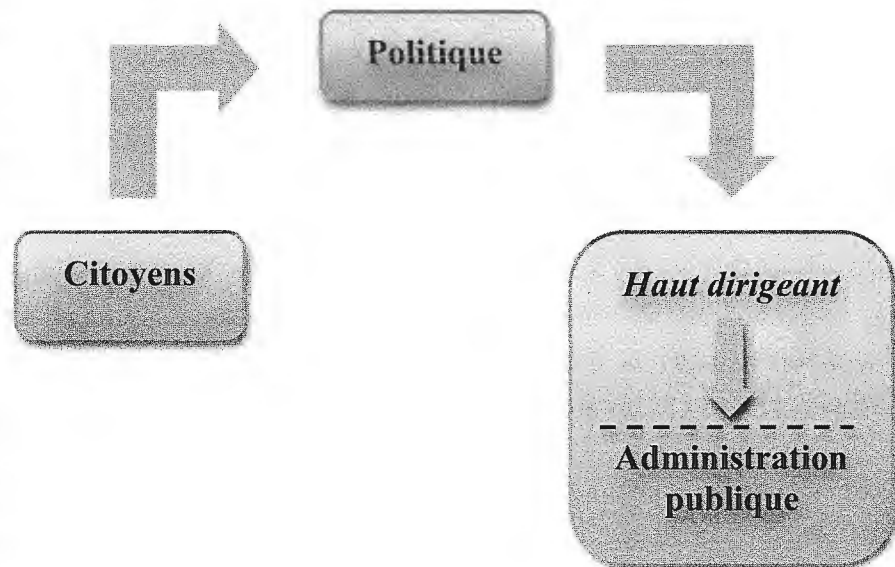 Politique
Citoyens
Haut dirigeant
Administration
publique